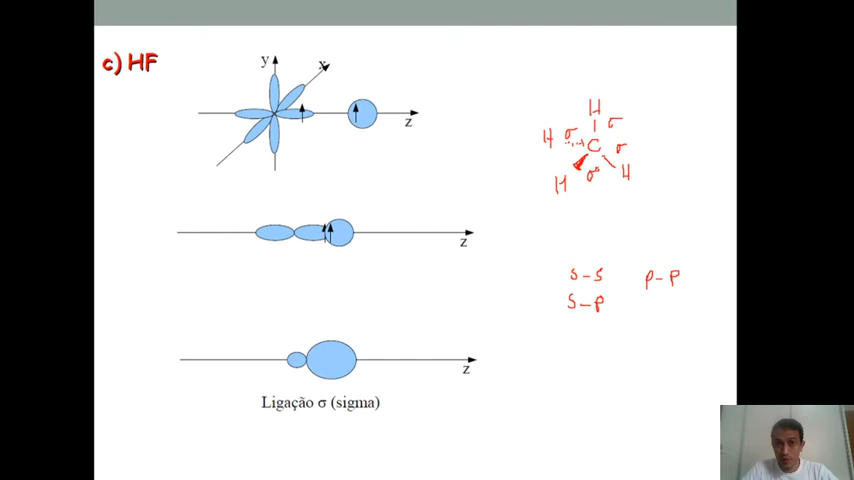 c) HF
y x
z
z
z
Ligação σ (sigma)
H
σ
H σ C σ
H σ H
s-s p-p
s-p